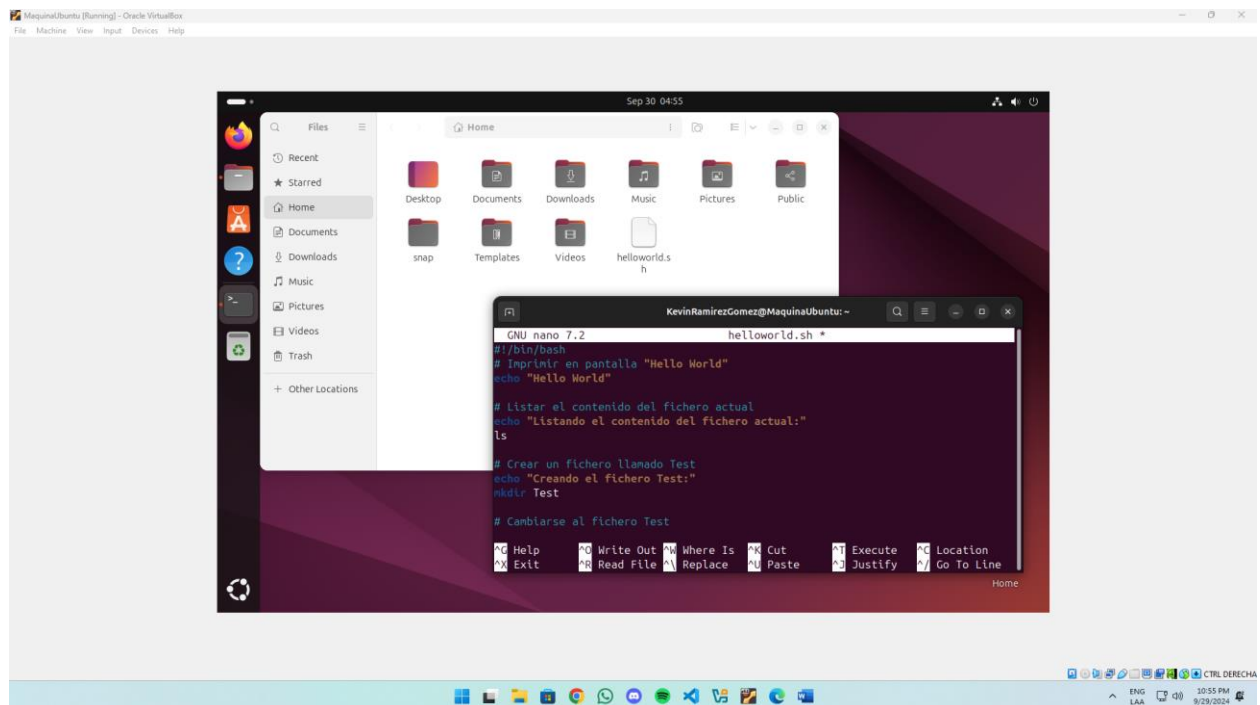 MaquinaUbuntu [Running] - Oracle VirtualBox
File Machine View Input Devices Help
Sep 30 04:55
Files
Home
Recent
Starred
Home
Documents
Downloads
Music
Pictures
Videos
Trash
+ Other Locations
Desktop
Documents
Downloads
Music
Pictures
Public
snap
Templates
Videos
helloworld.s
h
KevinRamirezGomez@MaquinaUbuntu: ~
GNU nano 7.2 helloworld.sh *
#!/bin/bash
# Imprimir en pantalla "Hello World"
echo "Hello World"
# Listar el contenido del fichero actual
echo "Listando el contenido del fichero actual:"
ls
# Crear un fichero llamado Test
echo "Creando el fichero Test:"
mkdir Test
# Cambiarse al fichero Test
^G Help ^O Write Out ^W Where Is ^K Cut ^T Execute ^C Location
^X Exit ^R Read File ^\ Replace ^U Paste ^J Justify ^/ Go To Line
Home
CTRL DERECHA
ENG
LAA
10:55 PM
9/29/2024